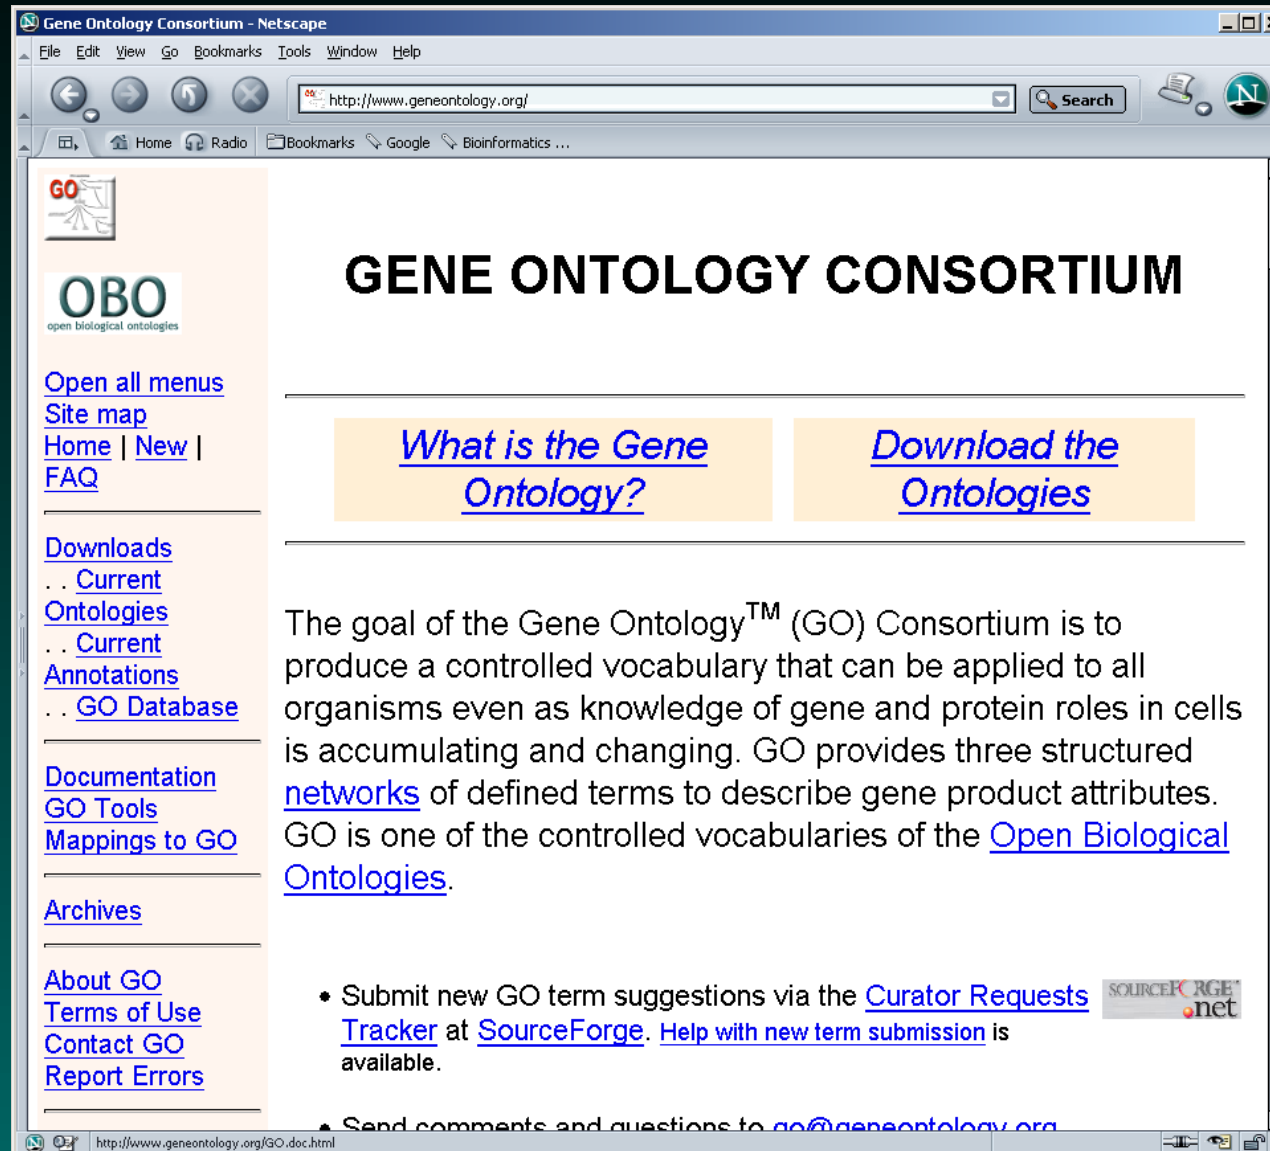 Gene Ontology Consortium - Netscape
File Edit View Go Bookmarks Tools Window Help
http://www.geneontology.org/
Search
N
Home Radio Bookmarks Google Bioinformatics ...
GO
OBO
open biological ontologies
Open all menus
Site map
Home | New |
FAQ
Downloads
. . Current
Ontologies
. . Current
Annotations
. . GO Database
Documentation
GO Tools
Mappings to GO
Archives
About GO
Terms of Use
Contact GO
Report Errors
GENE ONTOLOGY CONSORTIUM
What is the Gene
Ontology?
Download the
Ontologies
The goal of the Gene Ontology™ (GO) Consortium is to
produce a controlled vocabulary that can be applied to all
organisms even as knowledge of gene and protein roles in cells
is accumulating and changing. GO provides three structured
networks of defined terms to describe gene product attributes.
GO is one of the controlled vocabularies of the Open Biological
Ontologies.
• Submit new GO term suggestions via the Curator Requests
Tracker at SourceForge. Help with new term submission is
available.
SOURCEFORGE
.net
• Send comments and questions to go@geneontology.org
http://www.geneontology.org/GO.doc.html